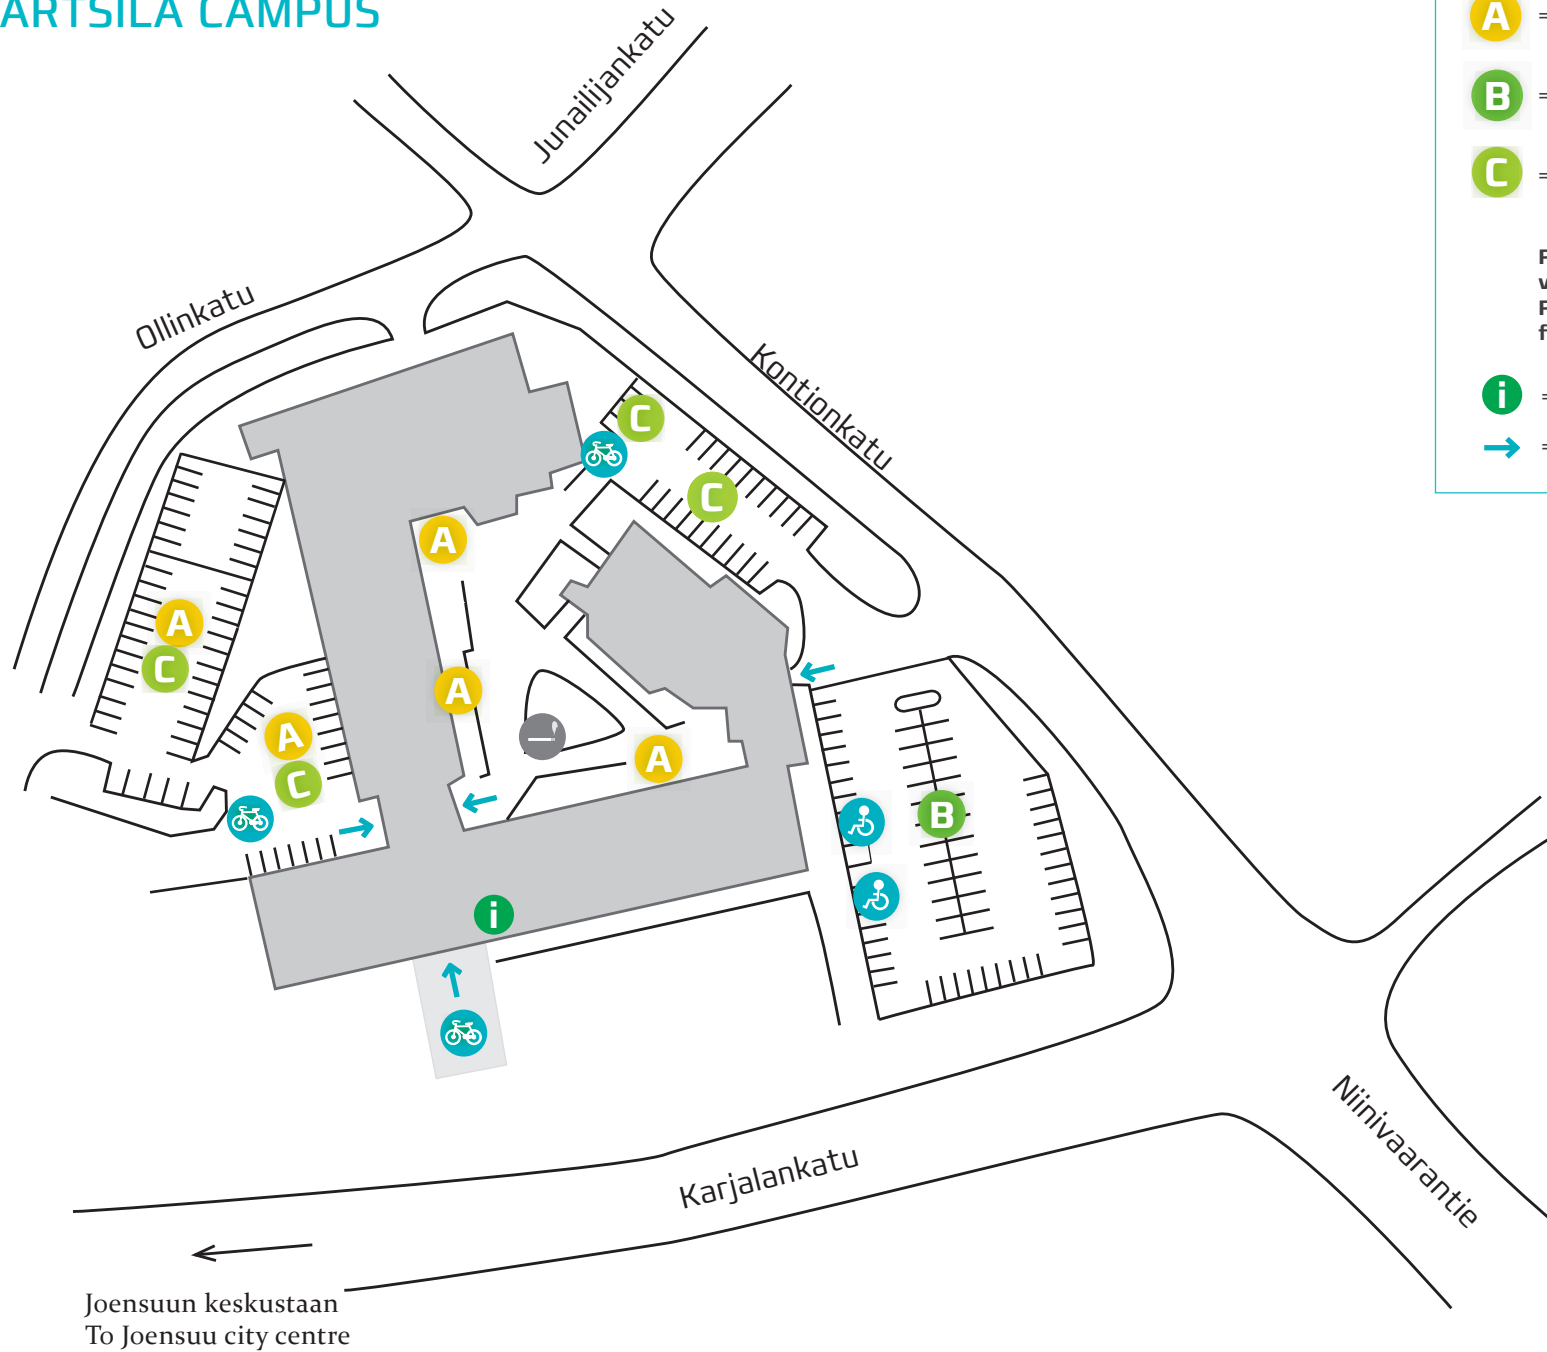 ARTSILA CAMPUS
Junailijankatu
A =
B =
C =
F
v
P
f
i =
=
Ollinkatu
Kontionkatu
C
C
A
A
C
A
A
C
A
B
i
Karjalankatu
Niinivaarantie
Joensuun keskustaan
To Joensuu city centre